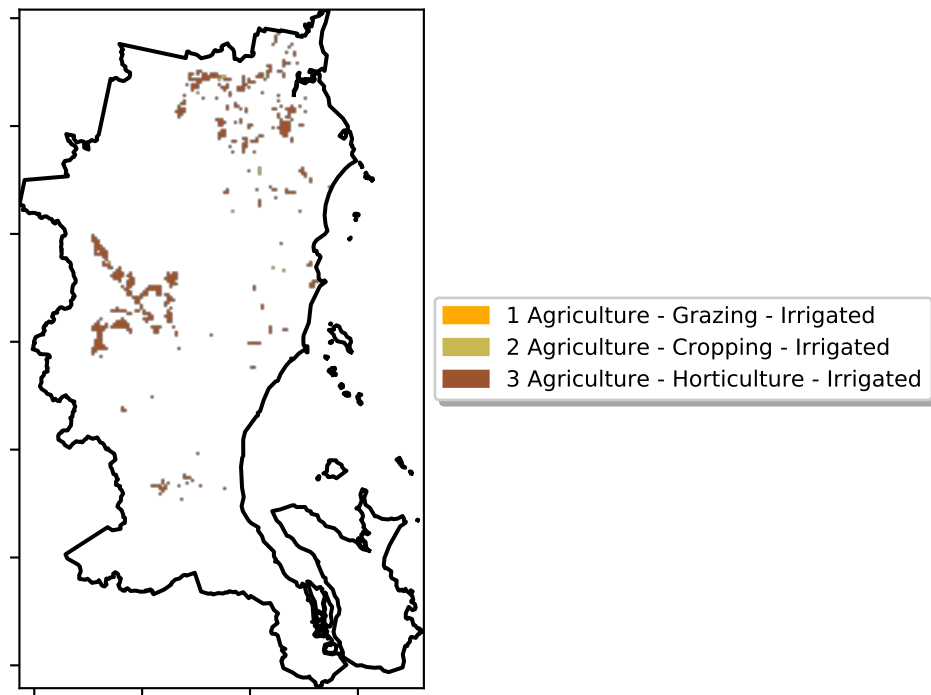 1 Agriculture - Grazing - Irrigated
2 Agriculture - Cropping - Irrigated
3 Agriculture - Horticulture - Irrigated